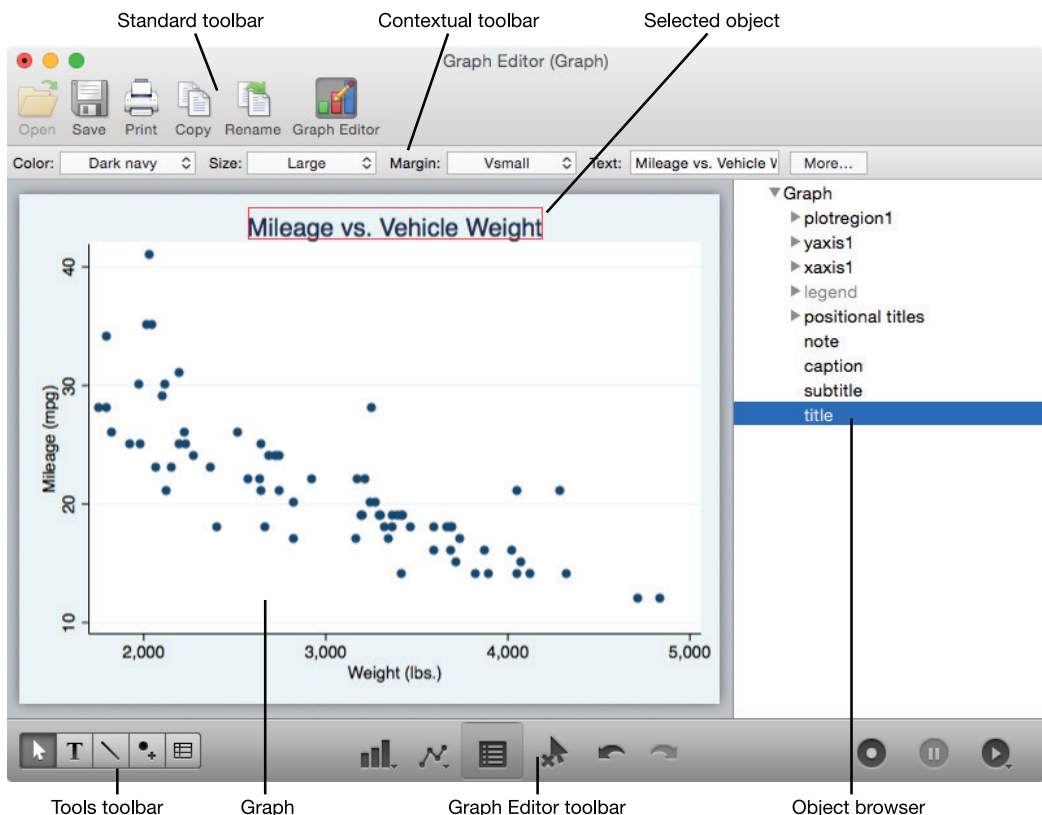 Standard toolbar Contextual toolbar Selected object
Graph Editor (Graph)
Open Save Print Copy Rename Graph Editor
Color: Dark navy Size: Large Margin: Vsmall Text: Mileage vs. Vehicle W More...
Mileage vs. Vehicle Weight
Graph
plotregion1
yaxis1
xaxis1
legend
positional titles
note
caption
subtitle
title
Mileage (mpg)
40
30
20
10
2,000 3,000 4,000 5,000
Weight (lbs.)
T
Tools toolbar Graph Graph Editor toolbar Object browser